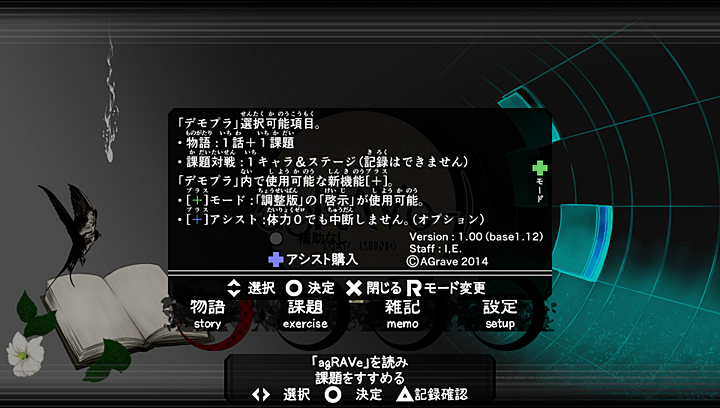 「デモプラ」選択可能項目。
・物語：１話＋１課題
・課題対戦：１キャラ＆ステージ（記録はできません）
「デモプラ」内で使用可能な新機能[＋]。
・[＋]モード：「調整版」の「啓示」が使用可能。
・[＋]アシスト：体力０でも中断しません。（オプション）
補助なし
Version : 1.00 (base1.12)
Staff : I.E.
アシスト購入
ⒸAGrave 2014
モード
選択 決定 閉じる R モード変更
物語 課題 雑記 設定
story exercise memo setup
「agRAVe」を読み
課題をすすめる
選択 決定 記録確認